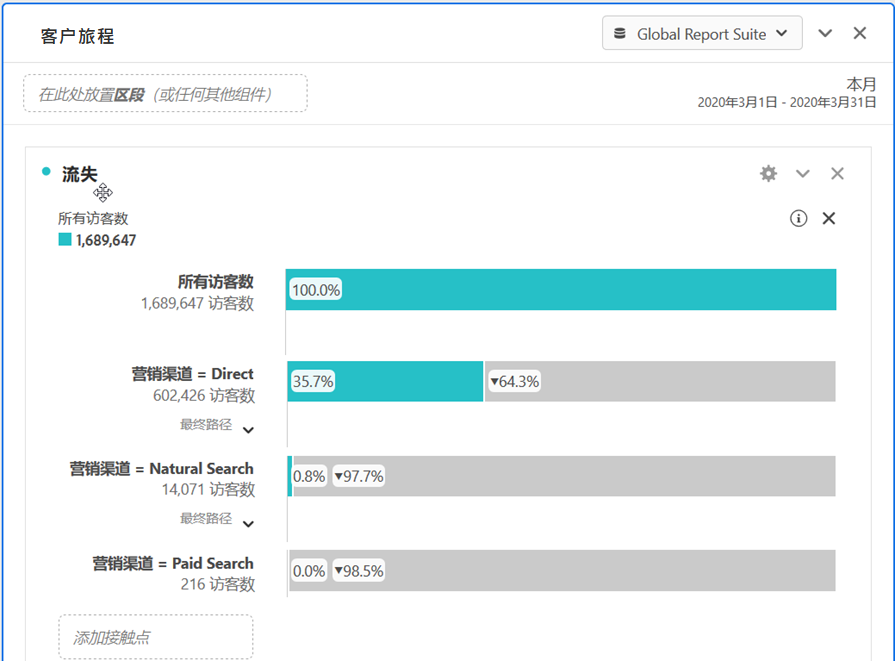 客户旅程
Global Report Suite
在此处放置区段（或任何其他组件）
本月
2020年3月1日 - 2020年3月31日
流失
所有访客数
1,689,647
所有访客数
1,689,647 访客数
100.0%
营销渠道 = Direct
602,426 访客数
35.7%
▼64.3%
最终路径
营销渠道 = Natural Search
14,071 访客数
0.8%
▼97.7%
最终路径
营销渠道 = Paid Search
216 访客数
0.0%
▼98.5%
添加接触点